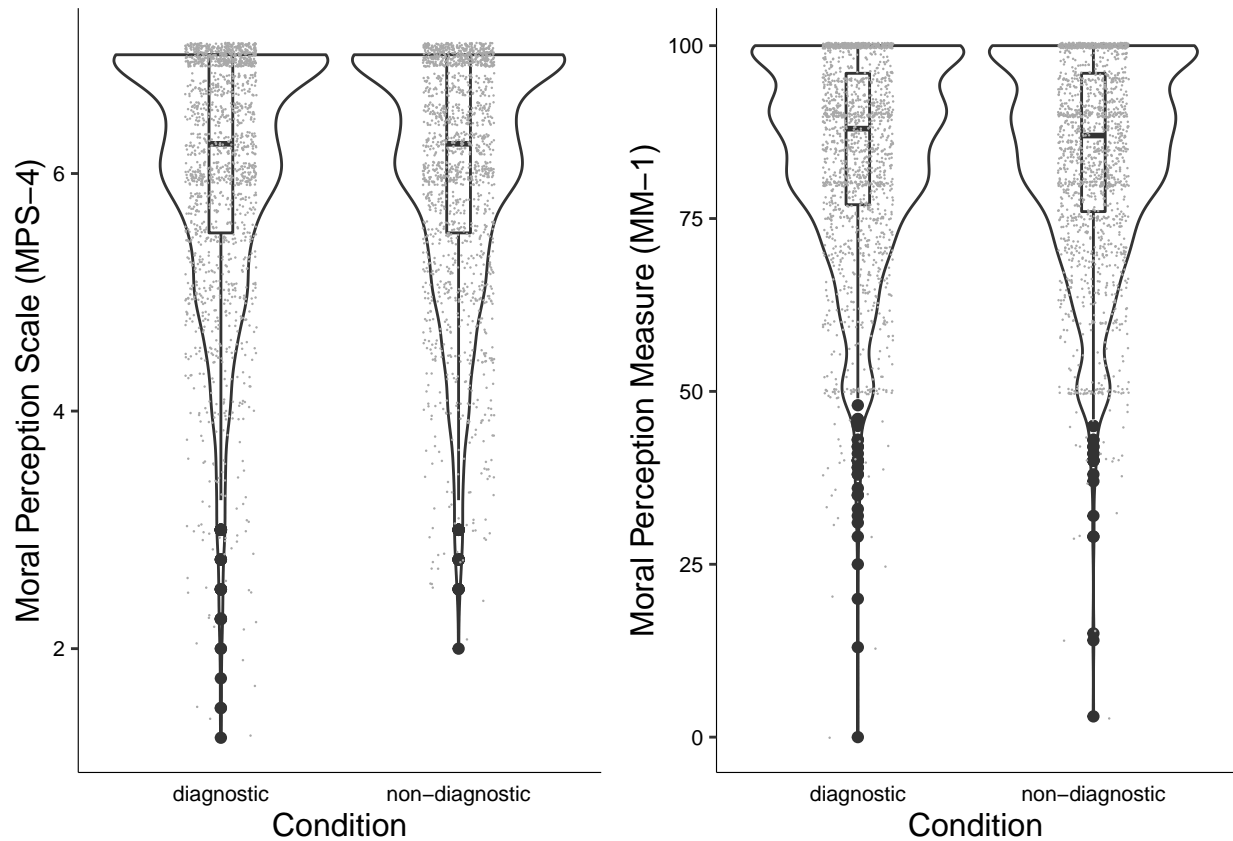 Moral Perception Scale (MPS−4)
6
4
2
diagnostic
non−diagnostic
Condition
Moral Perception Measure (MM−1)
100
75
50
25
0
diagnostic
non−diagnostic
Condition